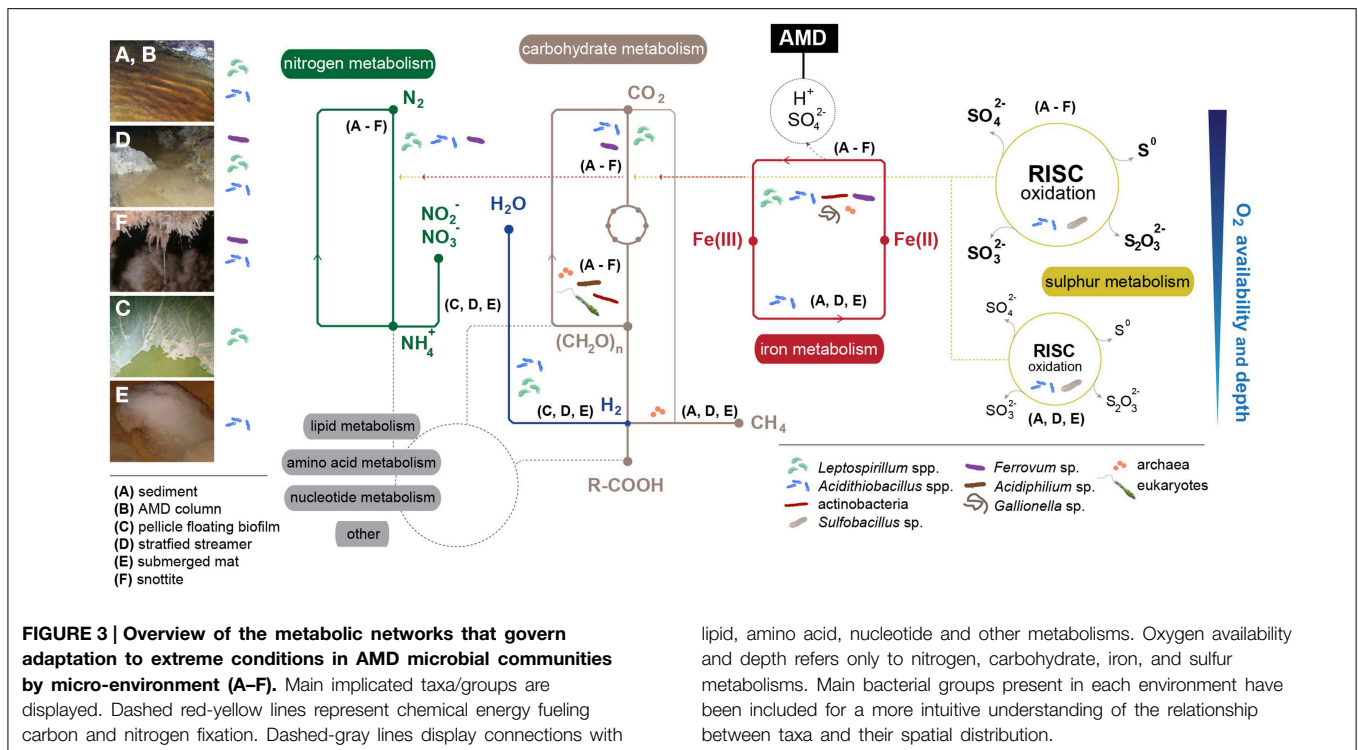 A, B
D
F
C
E
(A) sediment
(B) AMD column
(C) pellicle floating biofilm
(D) stratfied streamer
(E) submerged mat
(F) snottite
nitrogen metabolism
N₂
(A - F)
NO₂⁻
NO₃⁻
(C, D, E)
NH₄⁺
lipid metabolism
amino acid metabolism
nucleotide metabolism
other
carbohydrate metabolism
CO₂
(A - F)
H₂O
(A - F)
(CH₂O)n
(C, D, E)
H₂
(A, D, E)
CH₄
R-COOH
AMD
H⁺
SO₄²⁻
(A - F)
Fe(III)
Fe(II)
(A, D, E)
iron metabolism
SO₄²⁻
(A - F)
S⁰
RISC
oxidation
SO₃²⁻
S₂O₃²⁻
sulphur metabolism
SO₄²⁻
S⁰
RISC
oxidation
SO₃²⁻
S₂O₃²⁻
(A, D, E)
O₂ availability and depth
Leptospirillum spp.
Acidithiobacillus spp.
actinobacteria
Sulfobacillus sp.
Ferrovum sp.
Acidiphilium sp.
Gallionella sp.
archaea
eukaryotes
FIGURE 3 | Overview of the metabolic networks that govern
adaptation to extreme conditions in AMD microbial communities
by micro-environment (A–F). Main implicated taxa/groups are
displayed. Dashed red-yellow lines represent chemical energy fueling
carbon and nitrogen fixation. Dashed-gray lines display connections with
lipid, amino acid, nucleotide and other metabolisms. Oxygen availability
and depth refers only to nitrogen, carbohydrate, iron, and sulfur
metabolisms. Main bacterial groups present in each environment have
been included for a more intuitive understanding of the relationship
between taxa and their spatial distribution.